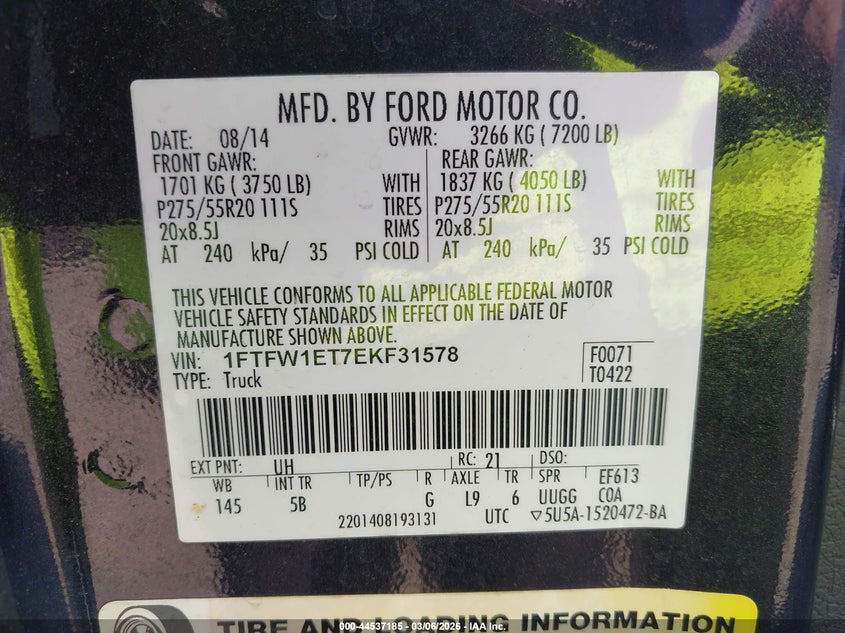 MFD. BY FORD MOTOR CO.
DATE: 08/14 GVWR: 3266 KG ( 7200 LB)
FRONT GAWR: REAR GAWR:
1701 KG ( 3750 LB) WITH 1837 KG ( 4050 LB) WITH
P275/55R20 111S TIRES P275/55R20 111S TIRES
20x8.5J RIMS 20x8.5J RIMS
AT 240 kPa/ 35 PSI COLD AT 240 kPa/ 35 PSI COLD
THIS VEHICLE CONFORMS TO ALL APPLICABLE FEDERAL MOTOR
VEHICLE SAFETY STANDARDS IN EFFECT ON THE DATE OF
MANUFACTURE SHOWN ABOVE.
VIN: 1FTFW1ET7EKF31578 F0071
TYPE: Truck T0422
EXT PNT: UH RC: 21 DSO:
WB INT TR TP/PS R AXLE TR SPR EF613
145 5B G L9 6 UUGG COA
2201408193131 UTC ▽5U5A-1520472-BA
TIRE AND LOADING INFORMATION
000-44537185 - 03/06/2026 - IAA Inc.